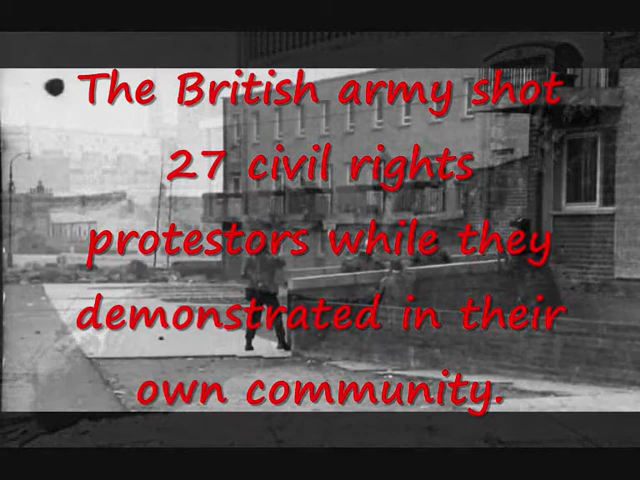 The British army shot
27 civil rights
protestors while they
demonstrated in their
own community.